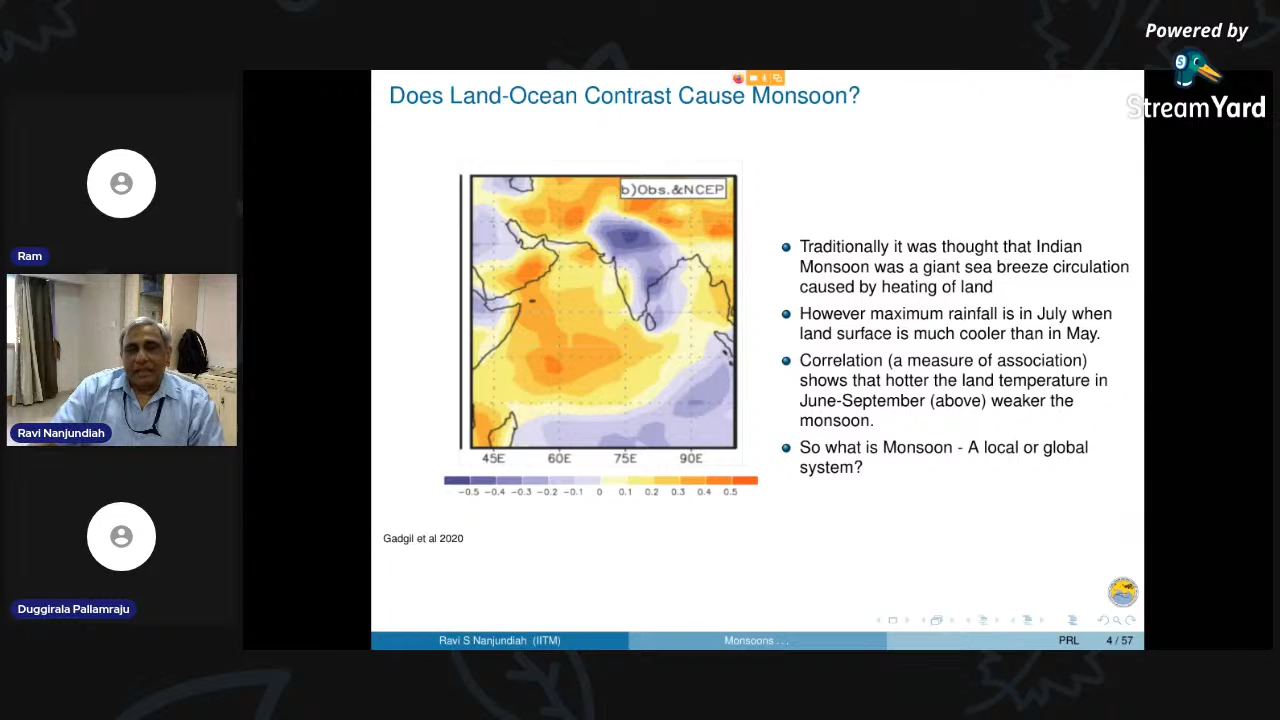 Powered by
StreamYard
Does Land-Ocean Contrast Cause Monsoon?
b)Obs.&NCEP
45E 60E 75E 90E
−0.5 −0.4 −0.3 −0.2 −0.1 0 0.1 0.2 0.3 0.4 0.5
Gadgil et al 2020
Traditionally it was thought that Indian
Monsoon was a giant sea breeze circulation
caused by heating of land
However maximum rainfall is in July when
land surface is much cooler than in May.
Correlation (a measure of association)
shows that hotter the land temperature in
June-September (above) weaker the
monsoon.
So what is Monsoon - A local or global
system?
Ravi S Nanjundiah (IITM) Monsoons ... PRL 4 / 57
Ram
Ravi Nanjundiah
Duggirala Pallamraju